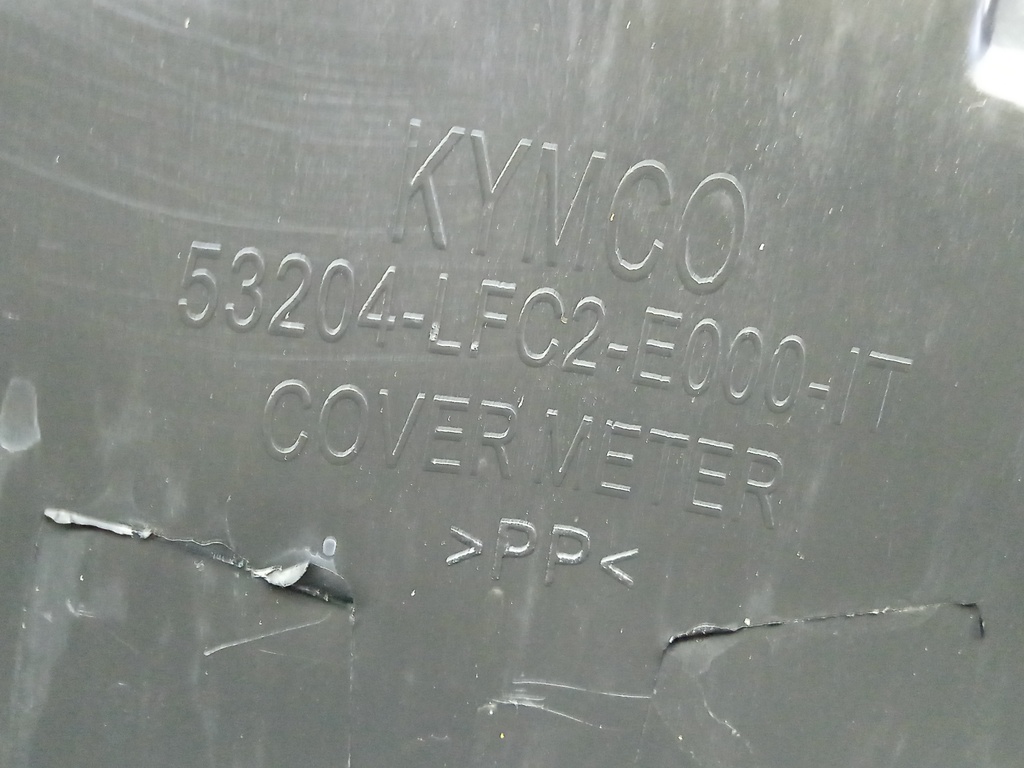 KYMCO
53204-LFC2-E000-IT
COVER METER
>PP<